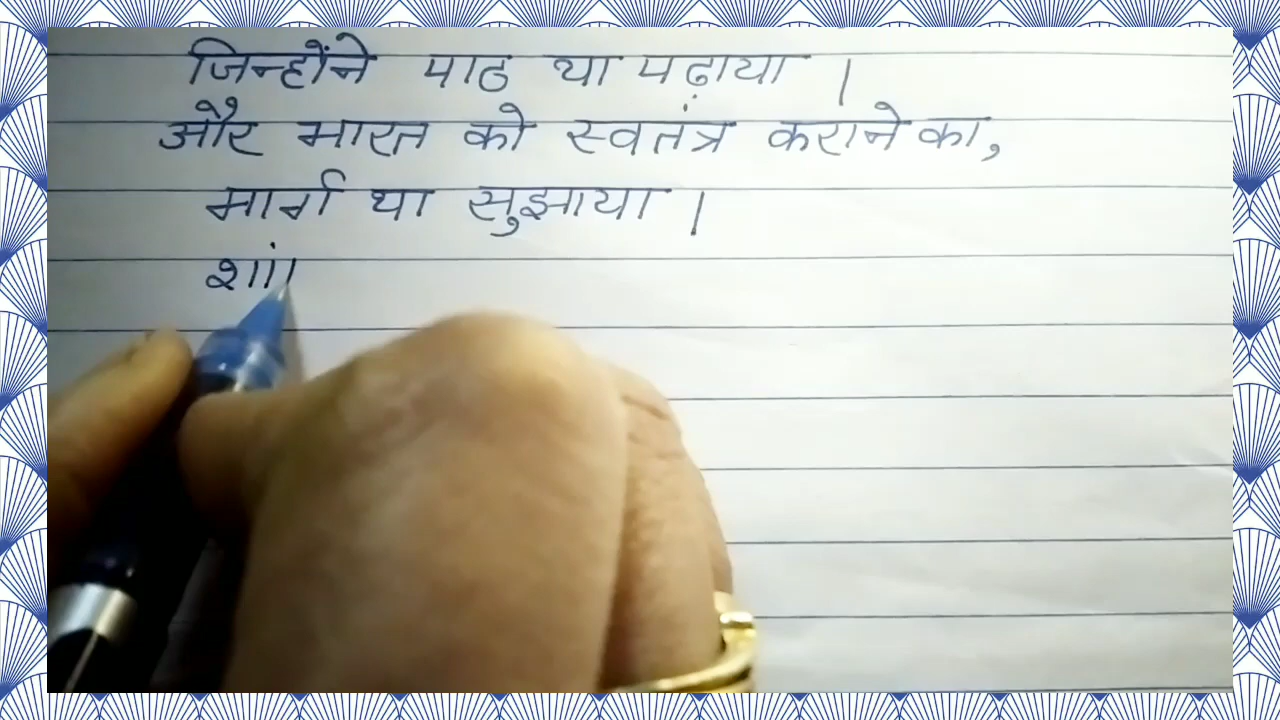 जिन्होंने पाठ था पढ़ाया ।
और भारत को स्वतंत्र कराने का,
मार्ग था सुझाया ।